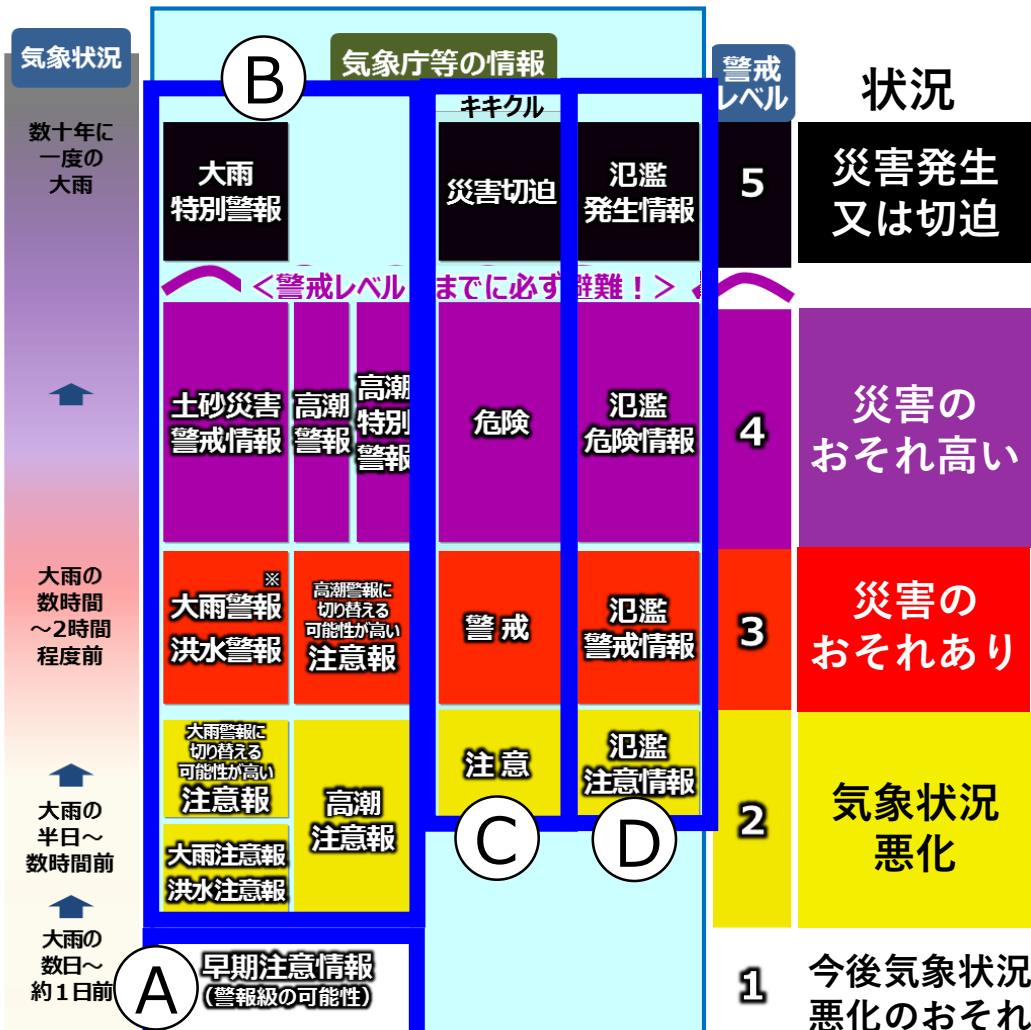 気象状況
気象庁等の情報
警戒
レベル
状況
B
キキクル
数十年に
一度の
大雨
大雨
特別警報
災害切迫
氾濫
発生情報
5
災害発生
又は切迫
<警戒レベル
までに必ず避難!>
土砂災害
警戒情報
高潮
警報
高潮
特別
警報
危険
氾濫
危険情報
4
災害の
おそれ高い
大雨の
数時間
~2時間
程度前
※
大雨警報
洪水警報
高潮警報に
切り替える
可能性が高い
注意報
警戒
氾濫
警戒情報
3
災害の
おそれあり
大雨の
半日~
数時間前
大雨警報に
切り替える
可能性が高い
注意報
大雨注意報
洪水注意報
高潮
注意報
注意
氾濫
注意情報
C
D
2
気象状況
悪化
大雨の
数日~
約1日前
A
早期注意情報
(警報級の可能性)
1
今後気象状況
悪化のおそれ